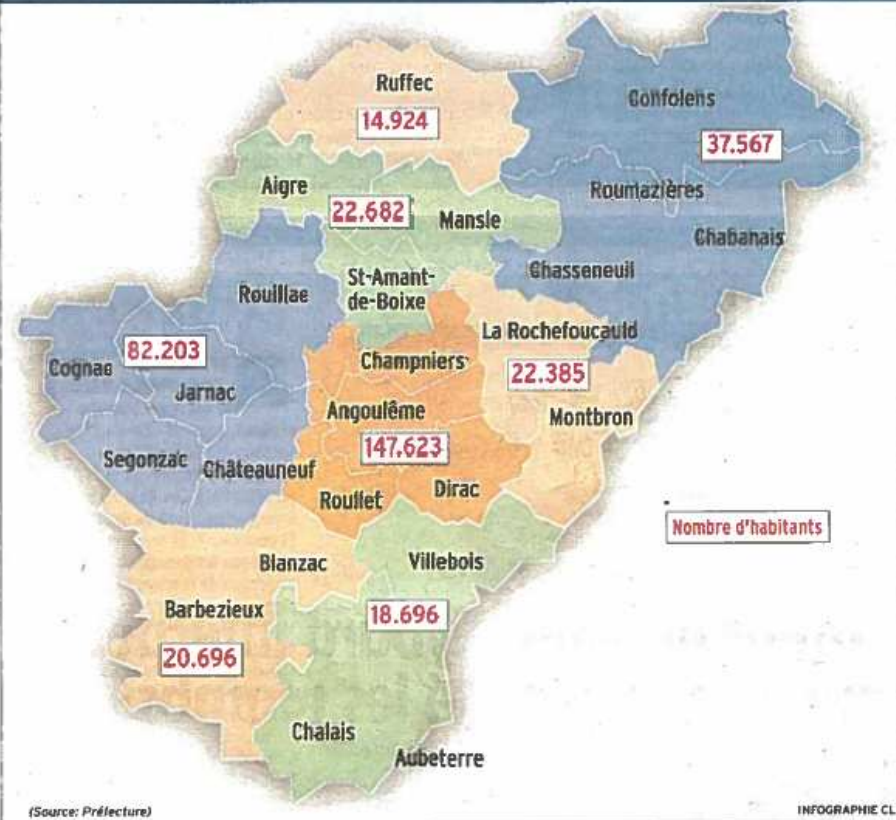 Ruffec
14.924
Confolens
37.567
Aigre
22.682
Mansle
Roumazières
Chabanais
Chasseneuil
Rouillac
St-Amant-
de-Boixe
La Rochefoucauld
22.385
Montbron
Cognac
82.203
Jarnac
Champniers
Angoulême
147.623
Segonzac
Châteauneuf
Roullet
Dirac
Nombre d'habitants
Blanzac
Villebois
Barbezieux
20.696
18.696
Chalais
Aubeterre
(Source: Préfecture)
INFOGRAPHIE CL